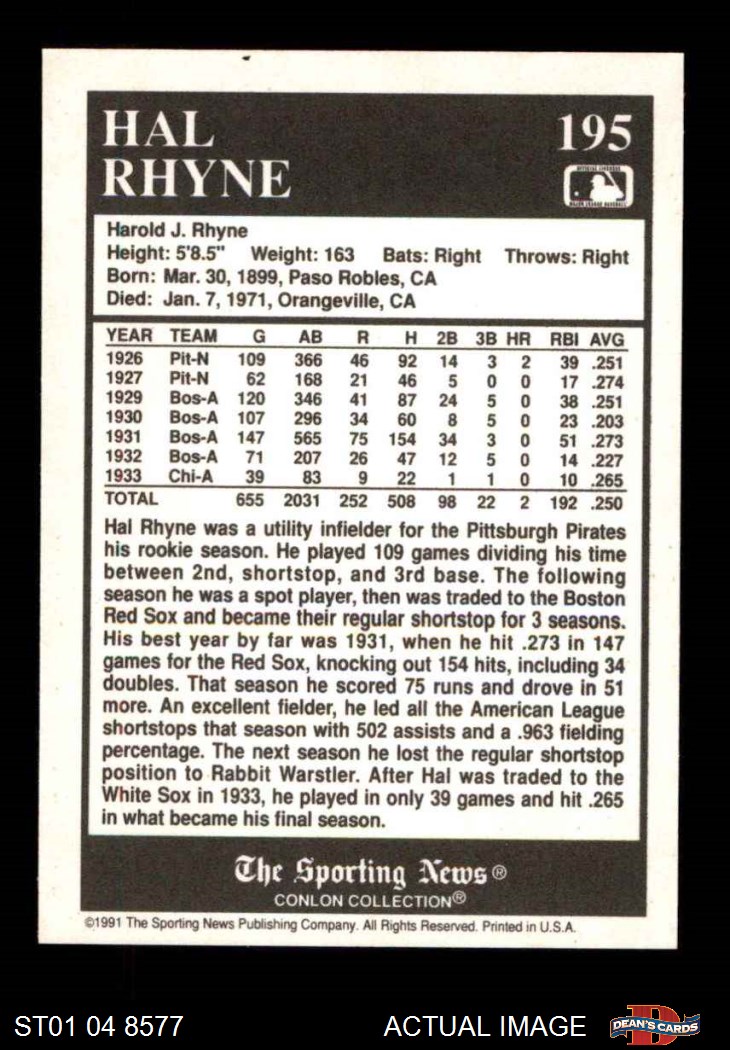 HAL
RHYNE
195
Harold J. Rhyne
Height: 5'8.5" Weight: 163 Bats: Right Throws: Right
Born: Mar. 30, 1899, Paso Robles, CA
Died: Jan. 7, 1971, Orangeville, CA
YEAR TEAM G AB R H 2B 3B HR RBI AVG
1926 Pit-N 109 366 46 92 14 3 2 39 .251
1927 Pit-N 62 168 21 46 5 0 0 17 .274
1929 Bos-A 120 346 41 87 24 5 0 38 .251
1930 Bos-A 107 296 34 60 8 5 0 23 .203
1931 Bos-A 147 565 75 154 34 3 0 51 .273
1932 Bos-A 71 207 26 47 12 5 0 14 .227
1933 Chi-A 39 83 9 22 1 1 0 10 .265
TOTAL 655 2031 252 508 98 22 2 192 .250
Hal Rhyne was a utility infielder for the Pittsburgh Pirates
his rookie season. He played 109 games dividing his time
between 2nd, shortstop, and 3rd base. The following
season he was a spot player, then was traded to the Boston
Red Sox and became their regular shortstop for 3 seasons.
His best year by far was 1931, when he hit .273 in 147
games for the Red Sox, knocking out 154 hits, including 34
doubles. That season he scored 75 runs and drove in 51
more. An excellent fielder, he led all the American League
shortstops that season with 502 assists and a .963 fielding
percentage. The next season he lost the regular shortstop
position to Rabbit Warstler. After Hal was traded to the
White Sox in 1933, he played in only 39 games and hit .265
in what became his final season.
The Sporting News®
CONLON COLLECTION®
©1991 The Sporting News Publishing Company. All Rights Reserved. Printed in U.S.A.
ST01 04 8577
ACTUAL IMAGE
DEAN'S CARDS